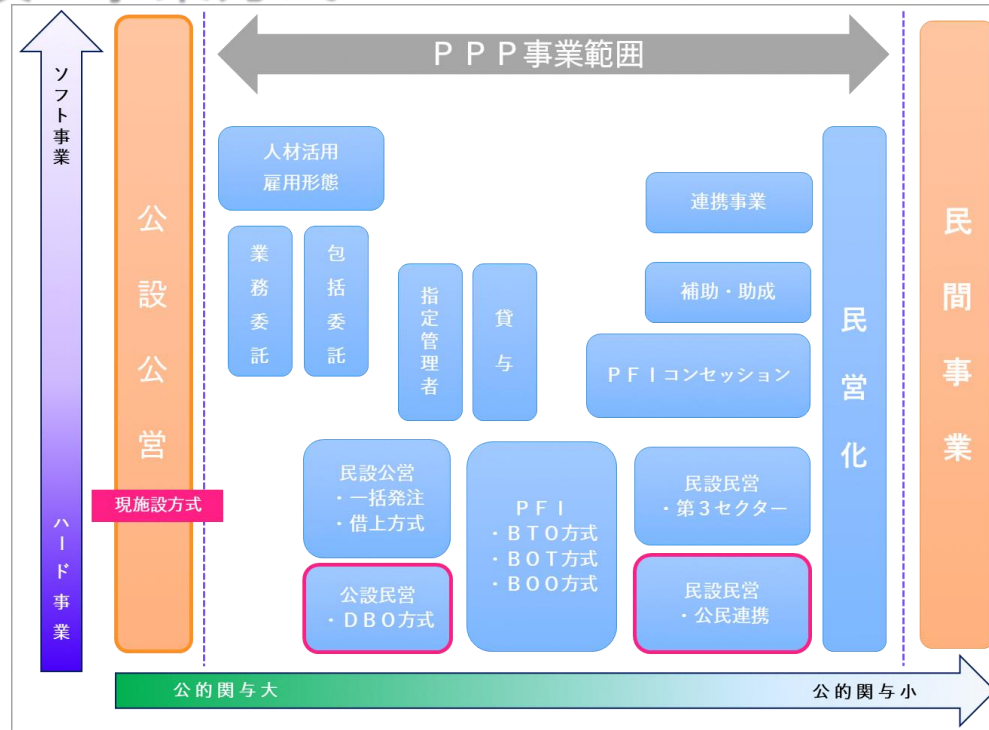 ＰＰＰ事業範囲
ソフト事業
公設公営
人材活用
雇用形態
業務委託
包括委託
指定管理者
貸与
連携事業
補助・助成
ＰＦＩコンセッション
民営化
民間事業
現施設方式
ハード事業
民設公営
・一括発注
・借上方式
公設民営
・ＤＢＯ方式
ＰＦＩ
・ＢＴＯ方式
・ＢＯＴ方式
・ＢＯＯ方式
民設民営
・第３セクター
民設民営
・公民連携
公的関与大
公的関与小